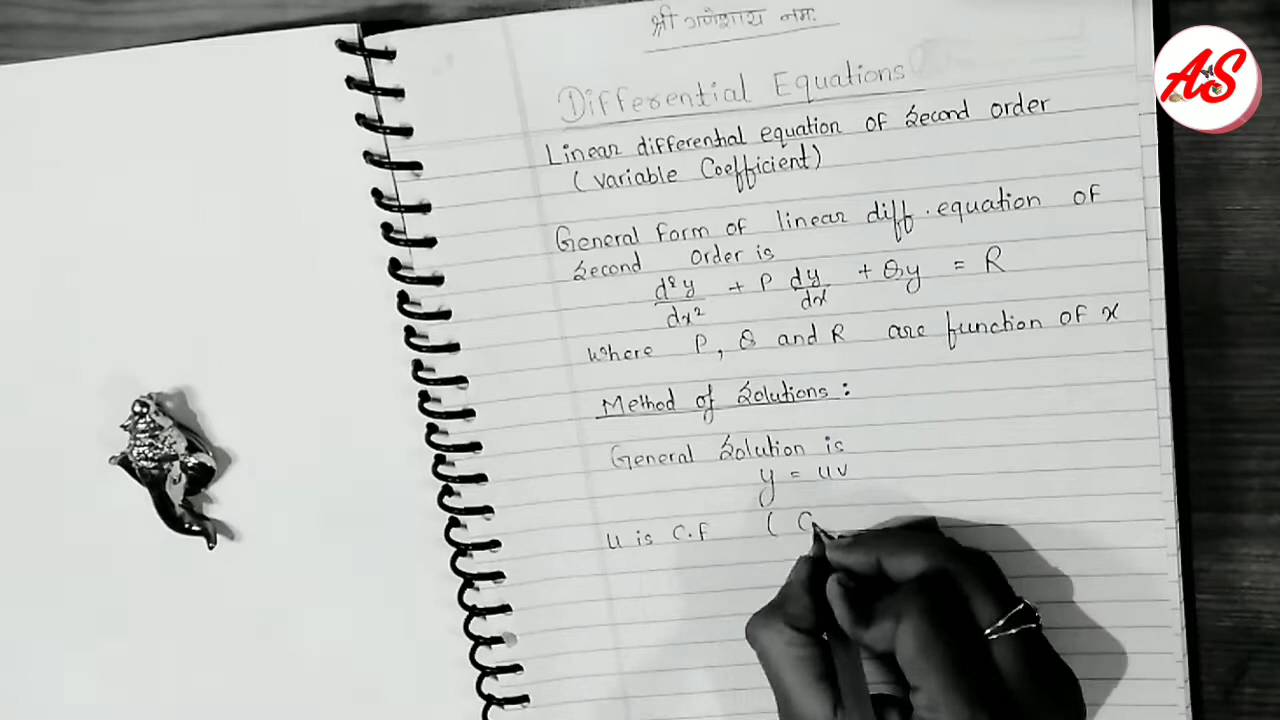 श्री गणेशाय नमः
Differential Equations
Linear differential equation of second order
(variable Coefficient)
General form of linear diff. equation of
second order is
d²y/dx² + P dy/dx + Qy = R
where P, Q and R are function of x
Method of Solutions :
General Solution is
y = uv
u is C.F ( C
AS